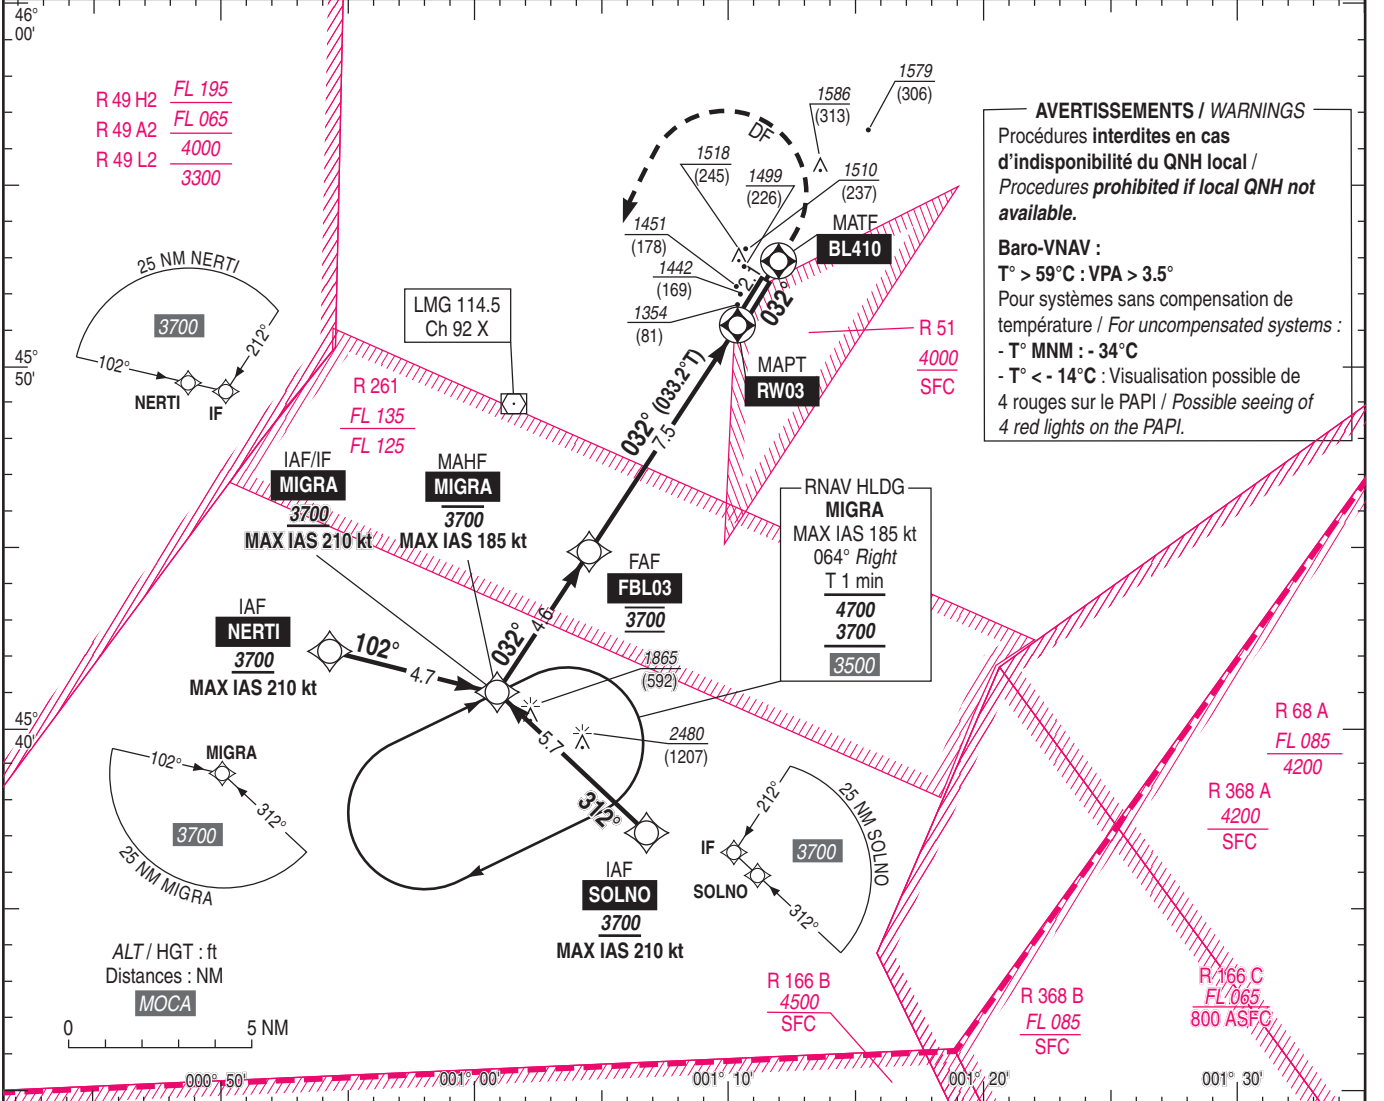 46°
00'
R 49 H2 FL 195
FL 065
R 49 A2
4000
R 49 L2
3300
1579
(306)
1586
(313)
DF
1518
(245)
1499
(226)
1510
(237)
1451
(178)
1442
(169)
1354
(81)
MATF
BL410
032°
MAPT
RW03
AVERTISSEMENTS / WARNINGS
Procédures interdites en cas
d'indisponibilité du QNH local /
Procedures prohibited if local QNH not
available.
Baro-VNAV :
T° > 59°C : VPA > 3.5°
Pour systèmes sans compensation de
température / For uncompensated systems :
- T° MNM : - 34°C
- T° < - 14°C : Visualisation possible de
4 rouges sur le PAPI / Possible seeing of
4 red lights on the PAPI.
R 51
4000
SFC
25 NM NERTI
3700
102°
212°
NERTI
IF
45°
50'
LMG 114.5
Ch 92 X
R 261
FL 135
FL 125
032° (033.2°T)
7.5
IAF/IF
MIGRA
3700
MAX IAS 210 kt
MAHF
MIGRA
3700
MAX IAS 185 kt
RNAV HLDG
MIGRA
MAX IAS 185 kt
064° Right
T 1 min
4700
3700
3500
FAF
FBL03
3700
IAF
NERTI
3700
MAX IAS 210 kt
102°
4.7
032°
4.6
1865
(592)
2480
(1207)
5.7
312°
45°
40'
MIGRA
102°
312°
3700
25 NM MIGRA
IAF
SOLNO
3700
MAX IAS 210 kt
212°
25 NM SOLNO
3700
IF
SOLNO
312°
R 68 A
FL 085
4200
R 368 A
4200
SFC
ALT / HGT : ft
Distances : NM
MOCA
0 5 NM
R 166 B
4500
SFC
R 368 B
FL 085
SFC
R 166 C
FL 065
800 ASFC
000° 50' 001° 00' 001° 10' 001° 20' 001° 30'